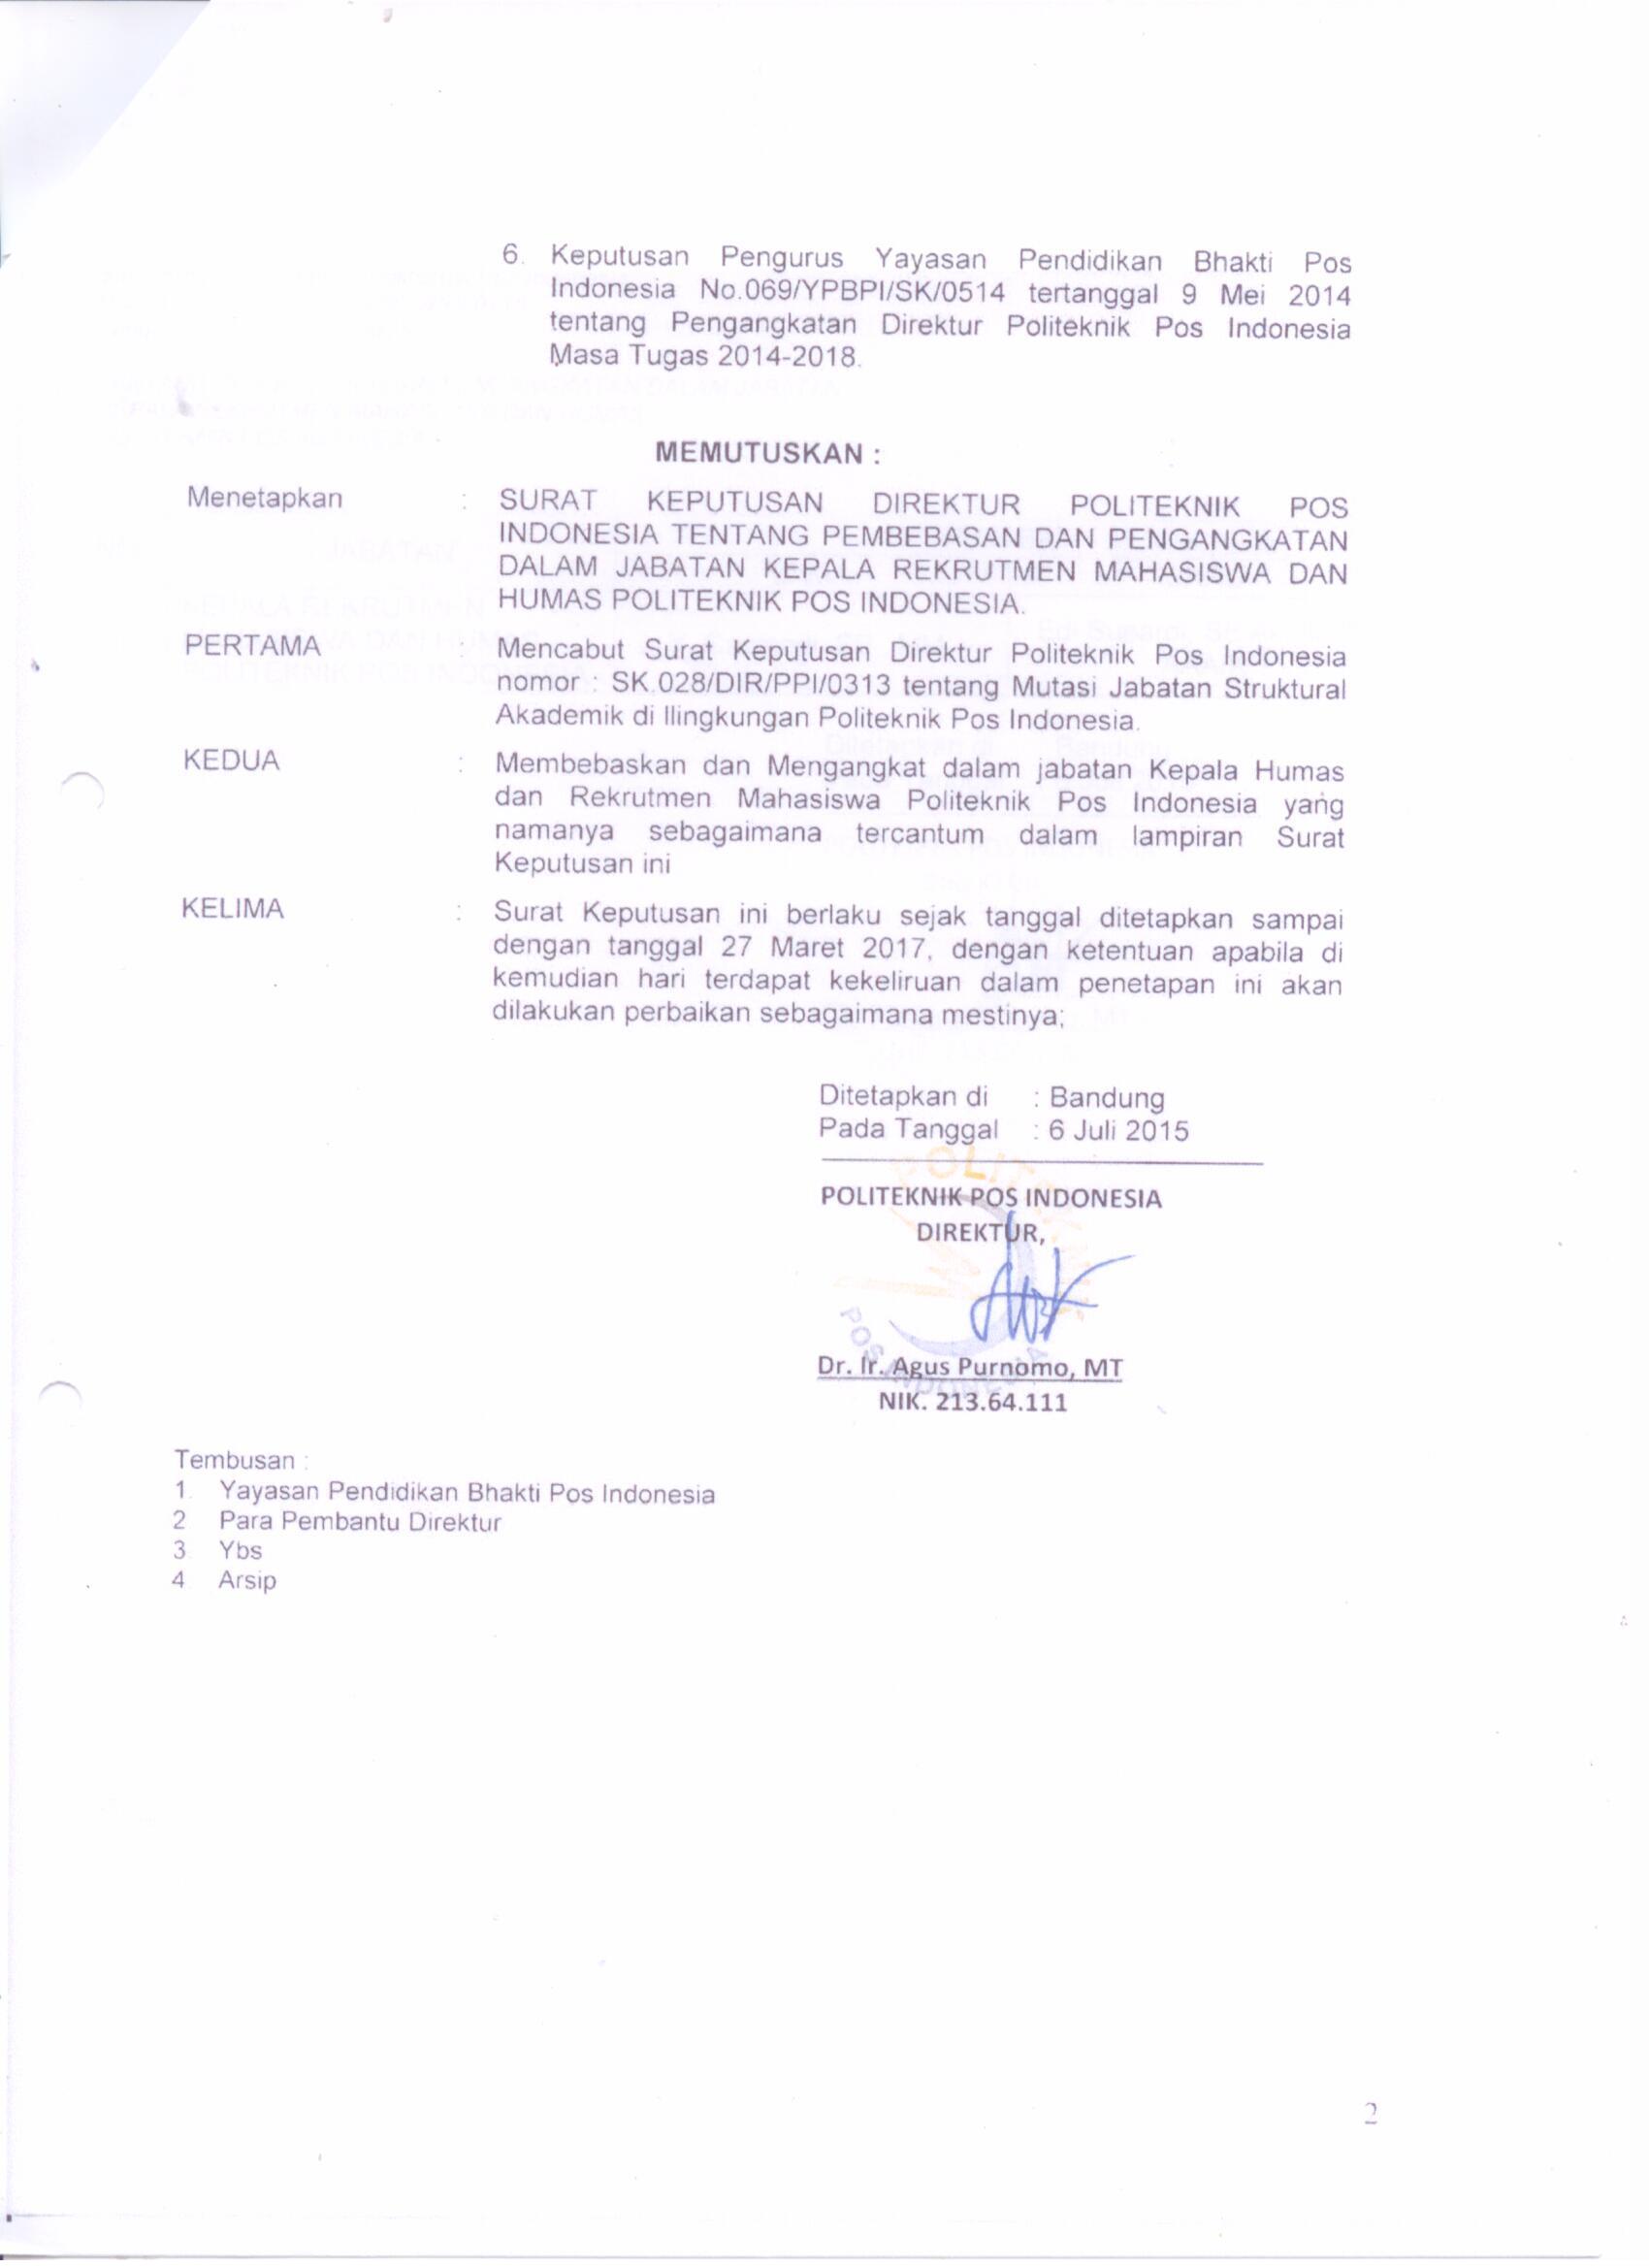 6. Keputusan Pengurus Yayasan Pendidikan Bhakti Pos
Indonesia No.069/YPBPI/SK/0514 tertanggal 9 Mei 2014
tentang Pengangkatan Direktur Politeknik Pos Indonesia
Masa Tugas 2014-2018.
MEMUTUSKAN :
Menetapkan : SURAT KEPUTUSAN DIREKTUR POLITEKNIK POS
INDONESIA TENTANG PEMBEBASAN DAN PENGANGKATAN
DALAM JABATAN KEPALA REKRUTMEN MAHASISWA DAN
HUMAS POLITEKNIK POS INDONESIA.
PERTAMA : Mencabut Surat Keputusan Direktur Politeknik Pos Indonesia
nomor : SK.028/DIR/PPI/0313 tentang Mutasi Jabatan Struktural
Akademik di llingkungan Politeknik Pos Indonesia.
KEDUA : Membebaskan dan Mengangkat dalam jabatan Kepala Humas
dan Rekrutmen Mahasiswa Politeknik Pos Indonesia yang
namanya sebagaimana tercantum dalam lampiran Surat
Keputusan ini
KELIMA : Surat Keputusan ini berlaku sejak tanggal ditetapkan sampai
dengan tanggal 27 Maret 2017, dengan ketentuan apabila di
kemudian hari terdapat kekeliruan dalam penetapan ini akan
dilakukan perbaikan sebagaimana mestinya;
Ditetapkan di : Bandung
Pada Tanggal : 6 Juli 2015
POLITEKNIK POS INDONESIA
DIREKTUR,
POS INDONESIA
Dr. Ir. Agus Purnomo, MT
NIK. 213.64.111
Tembusan :
1. Yayasan Pendidikan Bhakti Pos Indonesia
2 Para Pembantu Direktur
3 Ybs
4 Arsip
2